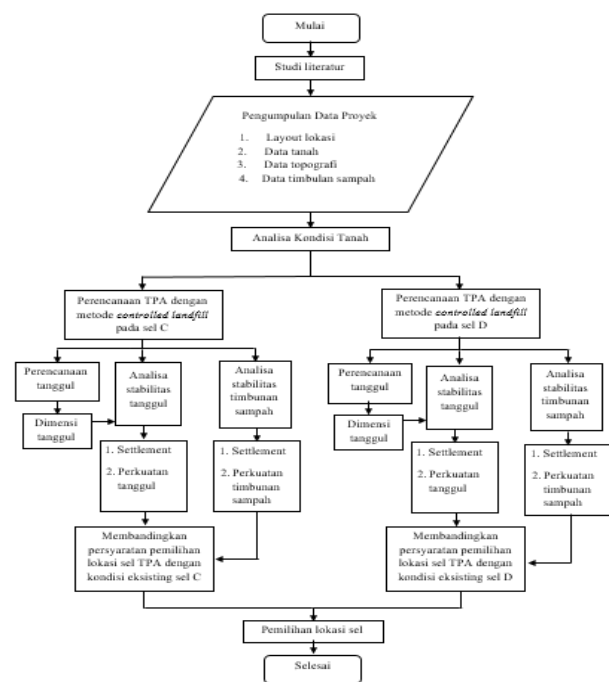 Mulai
Studi literatur
Pengumpulan Data Proyek
1. Layout lokasi
2. Data tanah
3. Data topografi
4. Data timbulan sampah
Analisa Kondisi Tanah
Perencanaan TPA dengan
metode controlled landfill
pada sel C
Perencanaan
tanggul
Dimensi
tanggul
Analisa
stabilitas
tanggul
Analisa
stabilitas
timbunan
sampah
1. Settlement
2. Perkuatan
tanggul
1. Settlement
2. Perkuatan
timbunan
sampah
Membandingkan
persyaratan pemilihan
lokasi sel TPA dengan
kondisi eksisting sel C
Perencanaan TPA dengan
metode controlled landfill
pada sel D
Perencanaan
tanggul
Dimensi
tanggul
Analisa
stabilitas
tanggul
Analisa
stabilitas
timbunan
sampah
1. Settlement
2. Perkuatan
tanggul
1. Settlement
2. Perkuatan
timbunan
sampah
Membandingkan
persyaratan pemilihan
lokasi sel TPA dengan
kondisi eksisting sel D
Pemilihan lokasi sel
Selesai